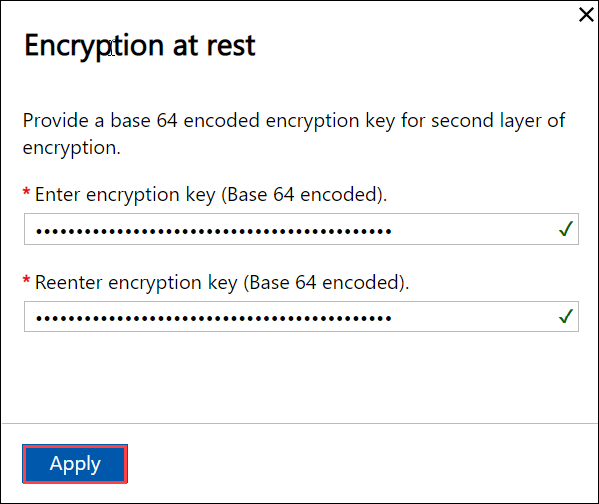 Encryption at rest
Provide a base 64 encoded encryption key for second layer of
encryption.
* Enter encryption key (Base 64 encoded).
••••••••••••••••••••••••••••••••••••••••••••
* Reenter encryption key (Base 64 encoded).
••••••••••••••••••••••••••••••••••••••••••••
Apply